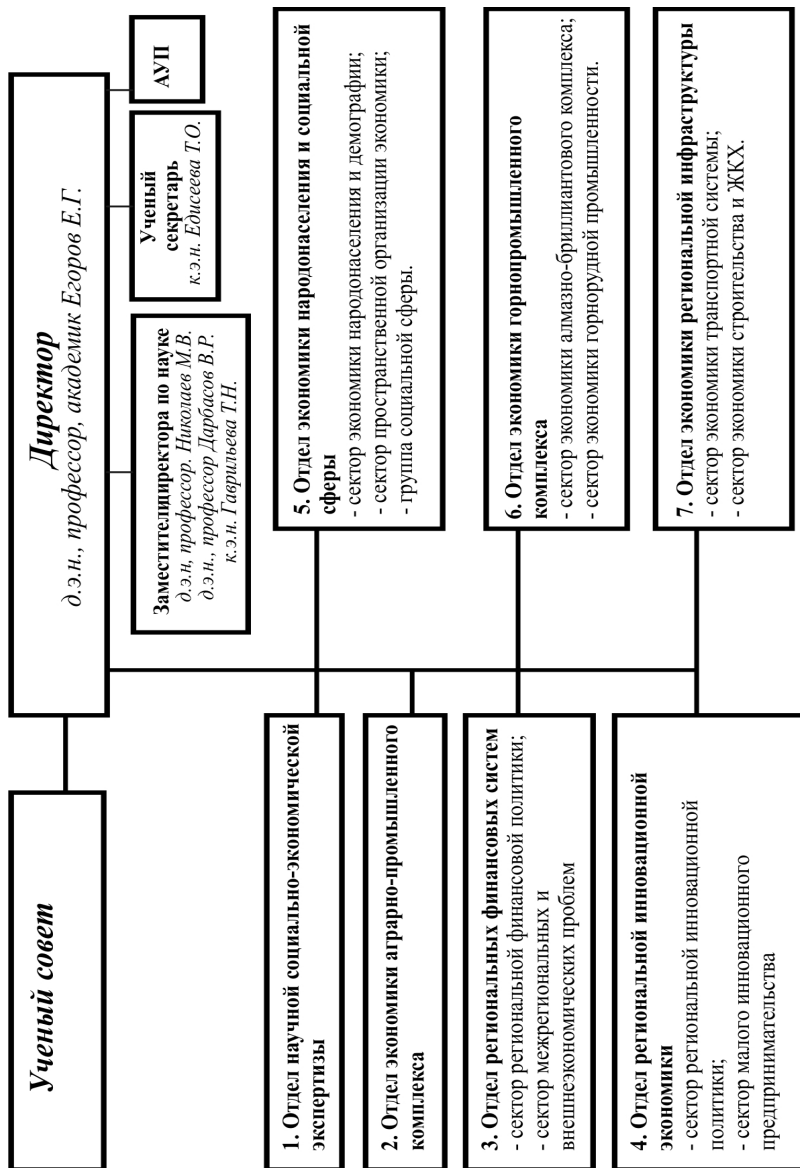 Ученый совет
Директор
д.э.н., профессор, академик Егоров Е.Г.
Заместителидиректора по науке
д.э.н, профессор. Николаев М.В.
д.э.н., профессор Дарбасов В.Р.
к.э.н. Гаврильева Т.Н.
Ученый
секретарь
к.э.н. Едисеева Т.О.
АУП
1. Отдел научной социально-экономической
экспертизы
2. Отдел экономики аграрно-промышленного
комплекса
3. Отдел региональных финансовых систем
- сектор региональной финансовой политики;
- сектор межрегиональных и
внешнеэкономических проблем
4. Отдел региональной инновационной
экономики
- сектор региональной инновационной
политики;
- сектор малого инновационного
предпринимательства
5. Отдел экономики народонаселения и социальной
сферы
- сектор экономики народонаселения и демографии;
- сектор пространственной организации экономики;
- группа социальной сферы.
6. Отдел экономики горнопромышленного
комплекса
- сектор экономики алмазно-бриллиантового комплекса;
- сектор экономики горнорудной промышленности.
7. Отдел экономики региональной инфраструктуры
- сектор экономики транспортной системы;
- сектор экономики строительства и ЖКХ.